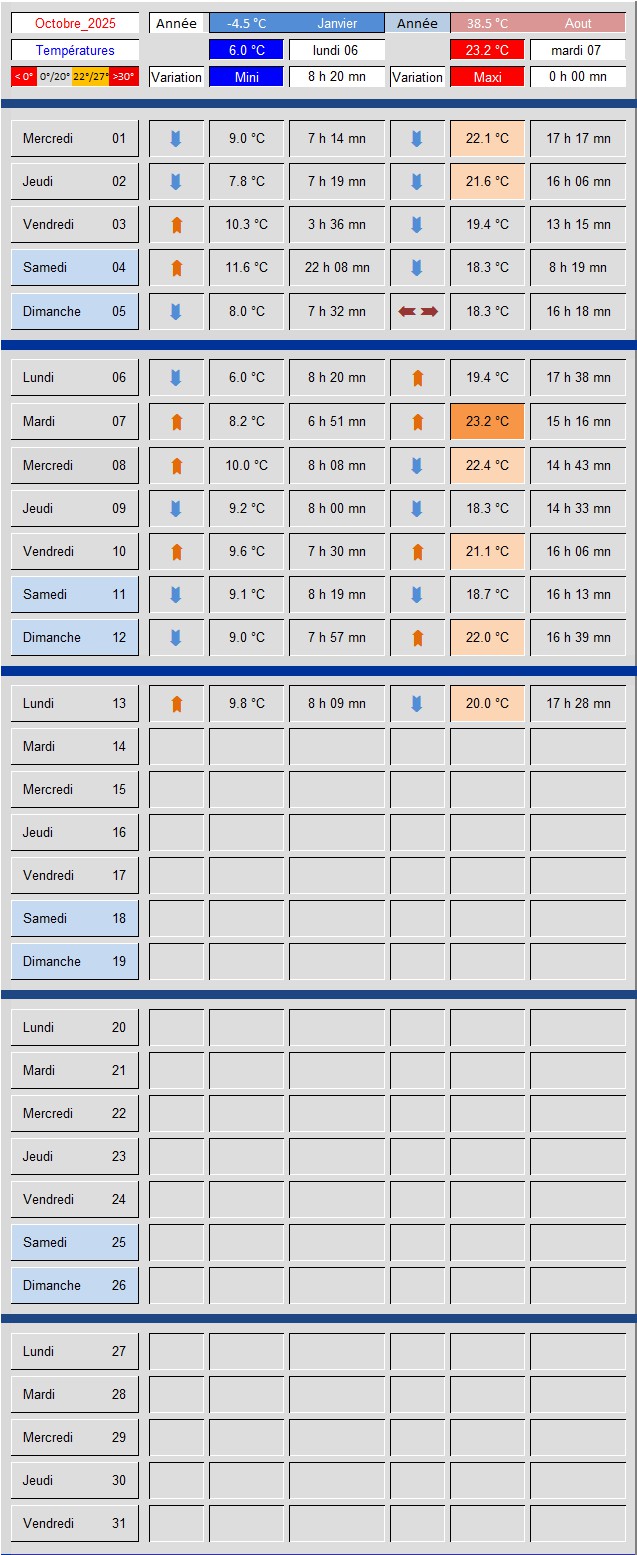 Octobre_2025 Année -4.5 °C Janvier Année 38.5 °C Aout
Températures 6.0 °C lundi 06 23.2 °C mardi 07
< 0° 0°/20° 22°/27° >30° Variation Mini 8 h 20 mn Variation Maxi 0 h 00 mn
Mercredi 01 9.0 °C 7 h 14 mn 22.1 °C 17 h 17 mn
Jeudi 02 7.8 °C 7 h 19 mn 21.6 °C 16 h 06 mn
Vendredi 03 10.3 °C 3 h 36 mn 19.4 °C 13 h 15 mn
Samedi 04 11.6 °C 22 h 08 mn 18.3 °C 8 h 19 mn
Dimanche 05 8.0 °C 7 h 32 mn 18.3 °C 16 h 18 mn
Lundi 06 6.0 °C 8 h 20 mn 19.4 °C 17 h 38 mn
Mardi 07 8.2 °C 6 h 51 mn 23.2 °C 15 h 16 mn
Mercredi 08 10.0 °C 8 h 08 mn 22.4 °C 14 h 43 mn
Jeudi 09 9.2 °C 8 h 00 mn 18.3 °C 14 h 33 mn
Vendredi 10 9.6 °C 7 h 30 mn 21.1 °C 16 h 06 mn
Samedi 11 9.1 °C 8 h 19 mn 18.7 °C 16 h 13 mn
Dimanche 12 9.0 °C 7 h 57 mn 22.0 °C 16 h 39 mn
Lundi 13 9.8 °C 8 h 09 mn 20.0 °C 17 h 28 mn
Mardi 14
Mercredi 15
Jeudi 16
Vendredi 17
Samedi 18
Dimanche 19
Lundi 20
Mardi 21
Mercredi 22
Jeudi 23
Vendredi 24
Samedi 25
Dimanche 26
Lundi 27
Mardi 28
Mercredi 29
Jeudi 30
Vendredi 31